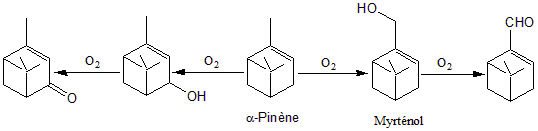 HO
CHO
O₂ O₂ O₂ O₂
O OH
α-Pinène Myrténol